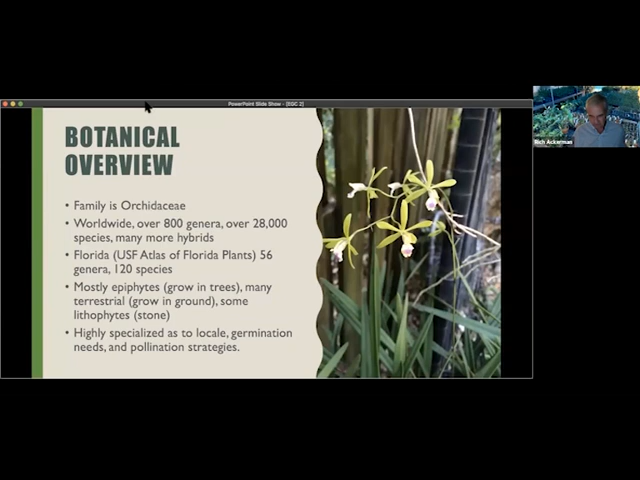 PowerPoint Slide Show - [EGC 2]
Rich Ackerman
BOTANICAL
OVERVIEW
• Family is Orchidaceae
• Worldwide, over 800 genera, over 28,000
species, many more hybrids
• Florida (USF Atlas of Florida Plants) 56
genera, 120 species
• Mostly epiphytes (grow in trees), many
terrestrial (grow in ground), some
lithophytes (stone)
• Highly specialized as to locale, germination
needs, and pollination strategies.